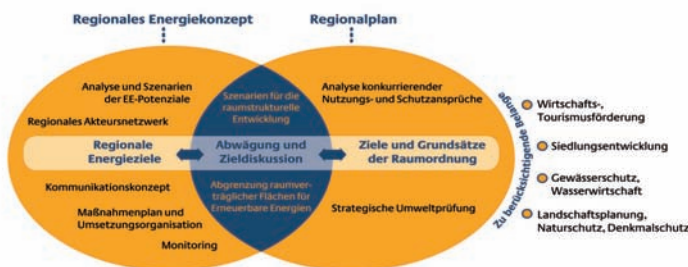 Regionales Energiekonzept
Regionalplan
Analyse und Szenarien
der EE-Potenziale
Regionales Akteursnetzwerk
Regionale
Energieziele
Kommunikationskonzept
Maßnahmenplan und
Umsetzungsorganisation
Monitoring
Szenarien für die
raumstrukturelle
Entwicklung
Abwägung und
Zieldiskussion
Abgrenzung raumver-
träglicher Flächen für
Erneuerbare Energien
Analyse konkurrierender
Nutzungs- und Schutzansprüche
Ziele und Grundsätze
der Raumordnung
Strategische Umweltprüfung
Zu berücksichtigende Belange
Wirtschafts-,
Tourismusförderung
Siedlungsentwicklung
Gewässerschutz,
Wasserwirtschaft
Landschaftsplanung,
Naturschutz, Denkmalschutz